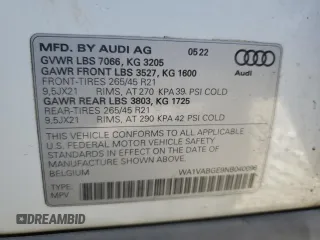 MFD. BY AUDI AG 05 22
GVWR LBS 7066, KG 3205
GAWR FRONT LBS 3527, KG 1600
Audi
FRONT-TIRES 265/45 R21
9,5JX21 RIMS, AT 270 KPA 39 PSI COLD
GAWR REAR LBS 3803, KG 1725
REAR-TIRES 265/45 R21
9,5JX21 RIMS, AT 290 KPA 42 PSI COLD
THIS VEHICLE CONFORMS TO ALL APPLICABLE
U.S. FEDERAL MOTOR VEHICLE SAFETY AND
THEFT PREVENTION STANDARDS IN EFFECT ON
THE DATE OF MANUFACTURE SHOWN ABOVE.
BELGIUM
TYPE:
MPV
DREAMBID